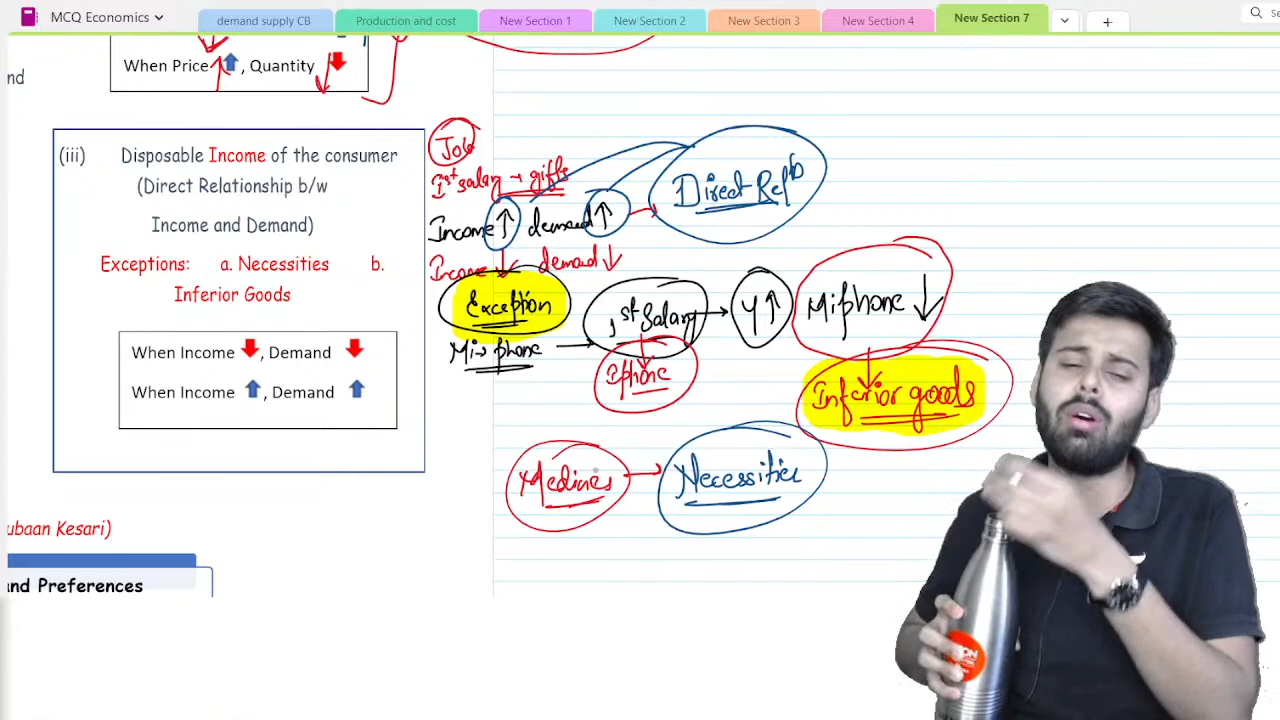 MCQ Economics
demand supply CB
Production and cost
New Section 1
New Section 2
New Section 3
New Section 4
New Section 7
Se
nd
When Price , Quantity
(iii) Disposable Income of the consumer
(Direct Relationship b/w
Income and Demand)
Exceptions: a. Necessities b.
Inferior Goods
When Income , Demand
When Income , Demand
ubaan Kesari)
and Preferences
Job
1st salary → gifts
Income ↑ demand ↑
Direct Relⁿ
Income ↓ demand ↓
Exception
1st Salary → Y ↑
Mi phone ↓
Mi phone →
Iphone
Inferior goods
Medicines → Necessities